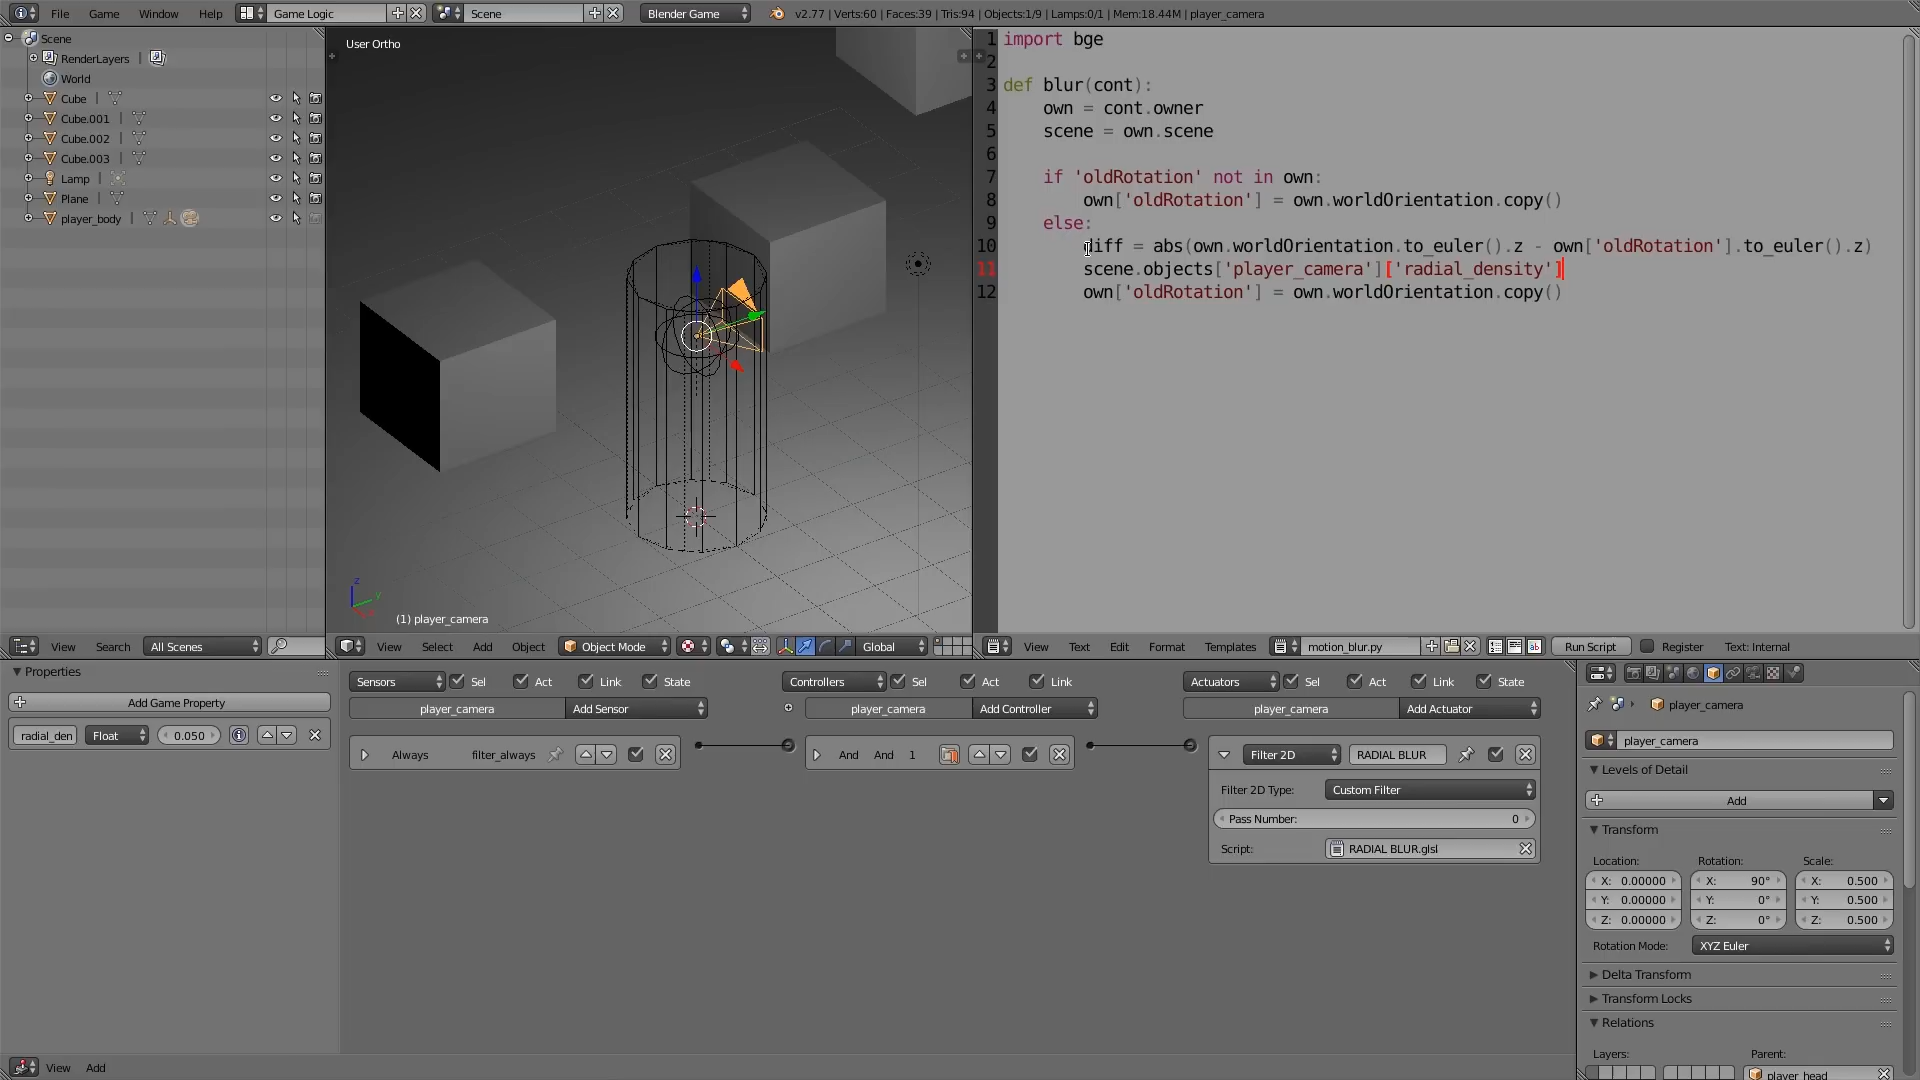 File Game Window Help Game Logic Scene Blender Game v2.77 | Verts:60 | Faces:39 | Tris:94 | Objects:1/9 | Lamps:0/1 | Mem:18.44M | player_camera
Scene
RenderLayers |
World
Cube |
Cube.001 |
Cube.002 |
Cube.003 |
Lamp |
Plane |
player_body |
User Ortho
(1) player_camera
1 import bge
2
3 def blur(cont):
4 own = cont.owner
5 scene = own.scene
6
7 if 'oldRotation' not in own:
8 own['oldRotation'] = own.worldOrientation.copy()
9 else:
10 diff = abs(own.worldOrientation.to_euler().z - own['oldRotation'].to_euler().z)
11 scene.objects['player_camera']['radial_density']
12 own['oldRotation'] = own.worldOrientation.copy()
View Search All Scenes
View Select Add Object Object Mode Global
View Text Edit Format Templates motion_blur.py Run Script Register Text: Internal
Properties
Add Game Property
radial_den Float 0.050
Sensors Sel Act Link State
player_camera Add Sensor
Always filter_always
Controllers Sel Act Link
player_camera Add Controller
And And 1
Actuators Sel Act Link State
player_camera Add Actuator
Filter 2D RADIAL BLUR
Filter 2D Type: Custom Filter
Pass Number: 0
Script: RADIAL BLUR.glsl
player_camera
player_camera
Levels of Detail
Add
Transform
Location: Rotation: Scale:
X: 0.00000 X: 90° X: 0.500
Y: 0.00000 Y: 0° Y: 0.500
Z: 0.00000 Z: 0° Z: 0.500
Rotation Mode: XYZ Euler
Delta Transform
Transform Locks
Relations
Layers: Parent:
player_head
View Add